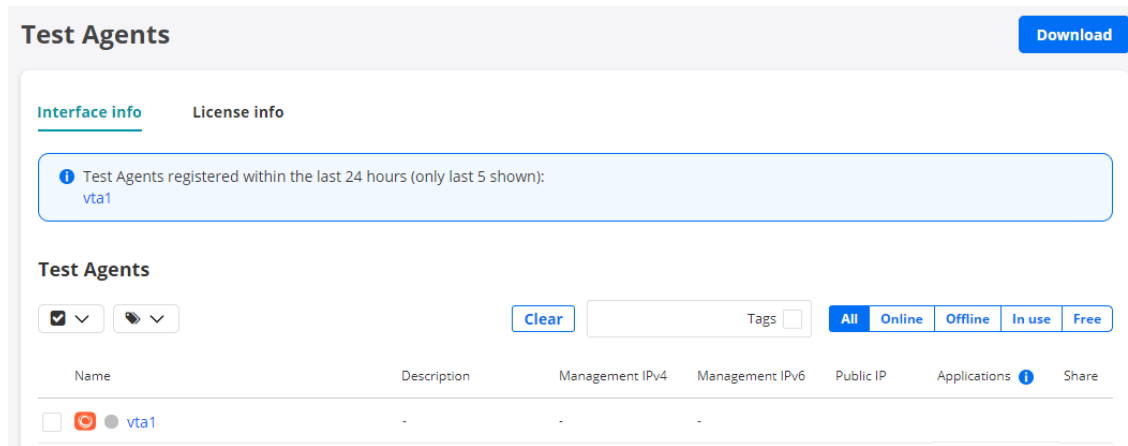 Test Agents
Download
Interface info License info
Test Agents registered within the last 24 hours (only last 5 shown):
vta1
Test Agents
Clear Tags All Online Offline In use Free
Name Description Management IPv4 Management IPv6 Public IP Applications Share
vta1 - - -